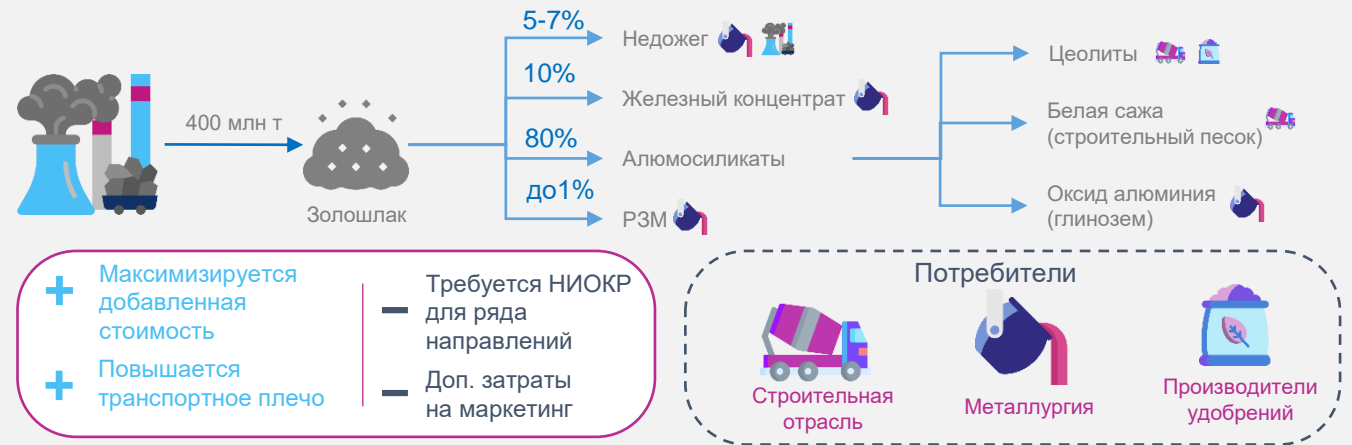 400 млн т
Золошлак
5-7%
Недожег
10%
Железный концентрат
80%
Алюмосиликаты
до1%
РЗМ
Цеолиты
Белая сажа
(строительный песок)
Оксид алюминия
(глинозем)
+ Максимизируется
добавленная
стоимость
+ Повышается
транспортное плечо
− Требуется НИОКР
для ряда
направлений
− Доп. затраты
на маркетинг
Потребители
Строительная
отрасль
Металлургия
Производители
удобрений